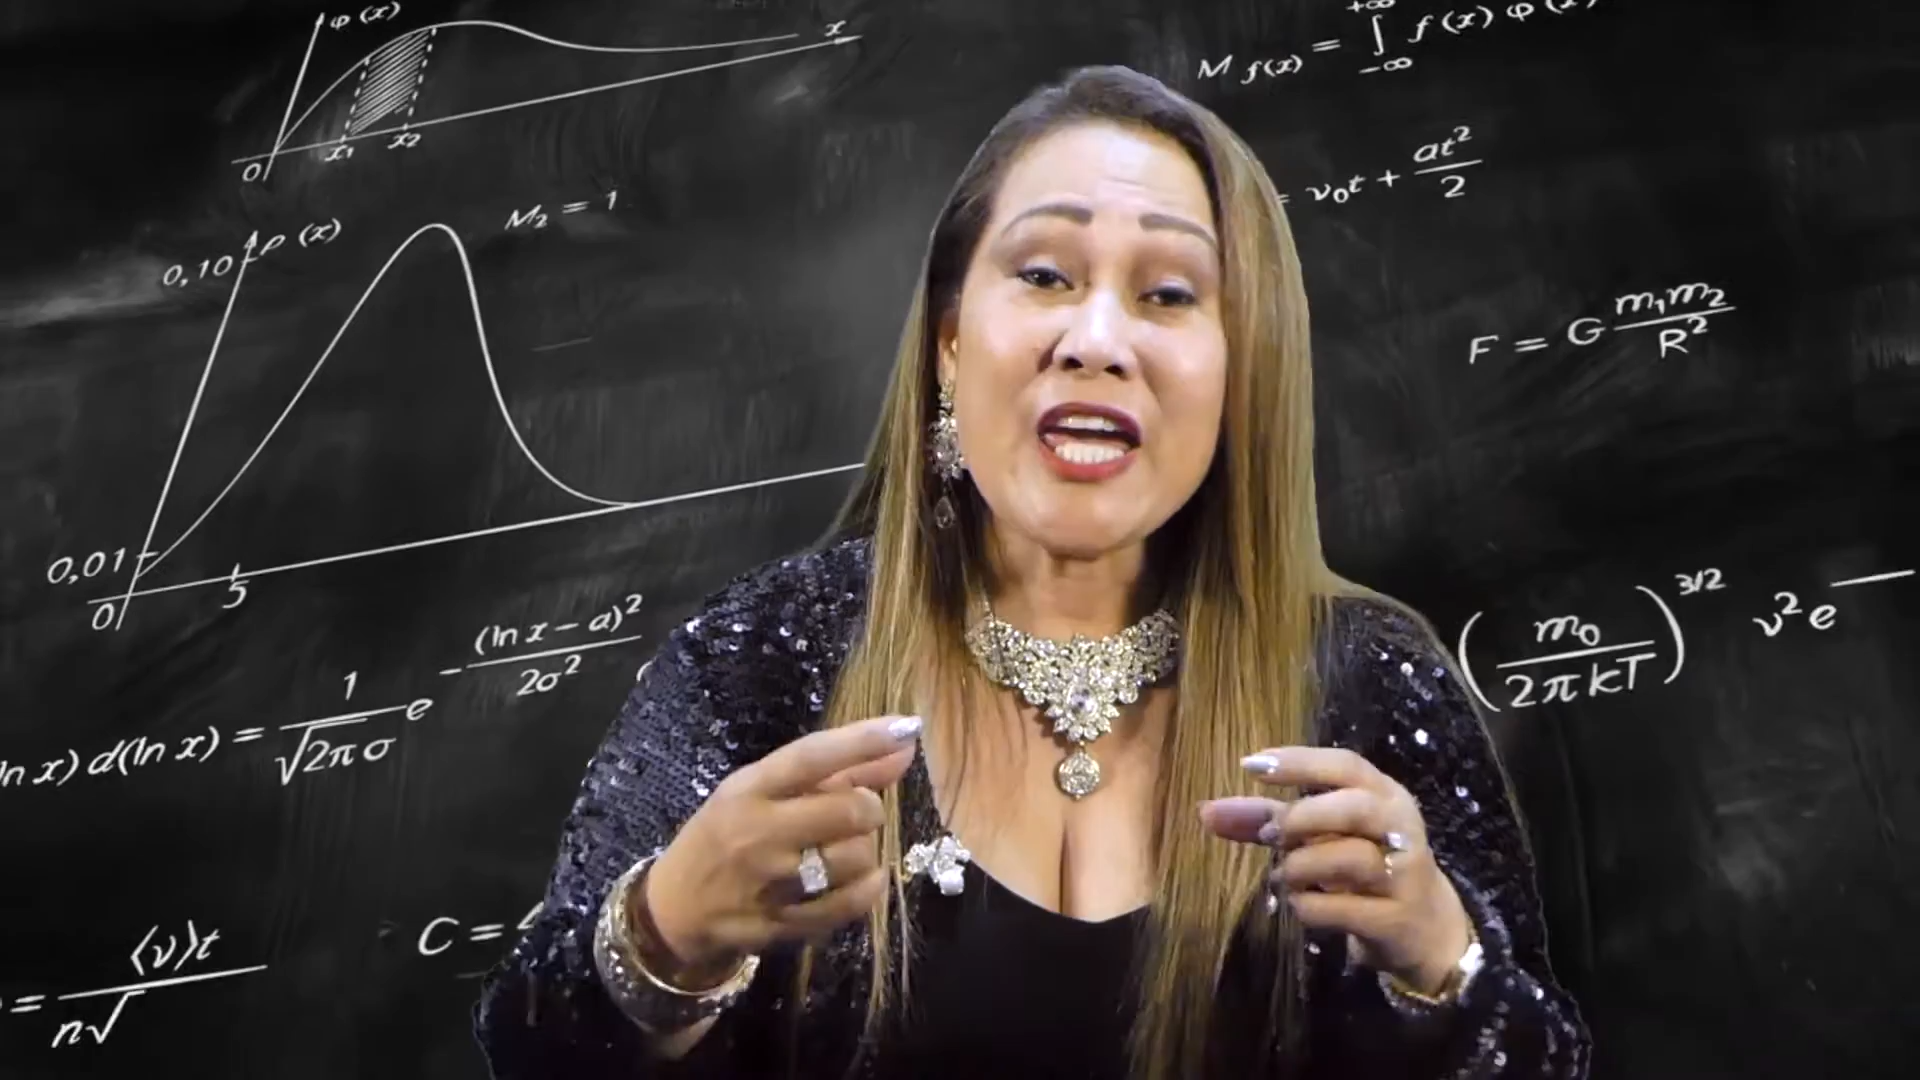 φ (x)
x
x₁
x₂
0
ρ (x)
0,10
M₂ = 1
0,01
0
5
ln x) d(ln x) = 1/√2π σ e^-(ln x - a)²/2σ²
= ⟨v⟩t/n√
C =
M f(x) = ∫_-∞^+∞ f(x) φ (x)
= v₀t + at²/2
F = G m₁m₂/R²
(m₀/2πkT)^3/2 v²e